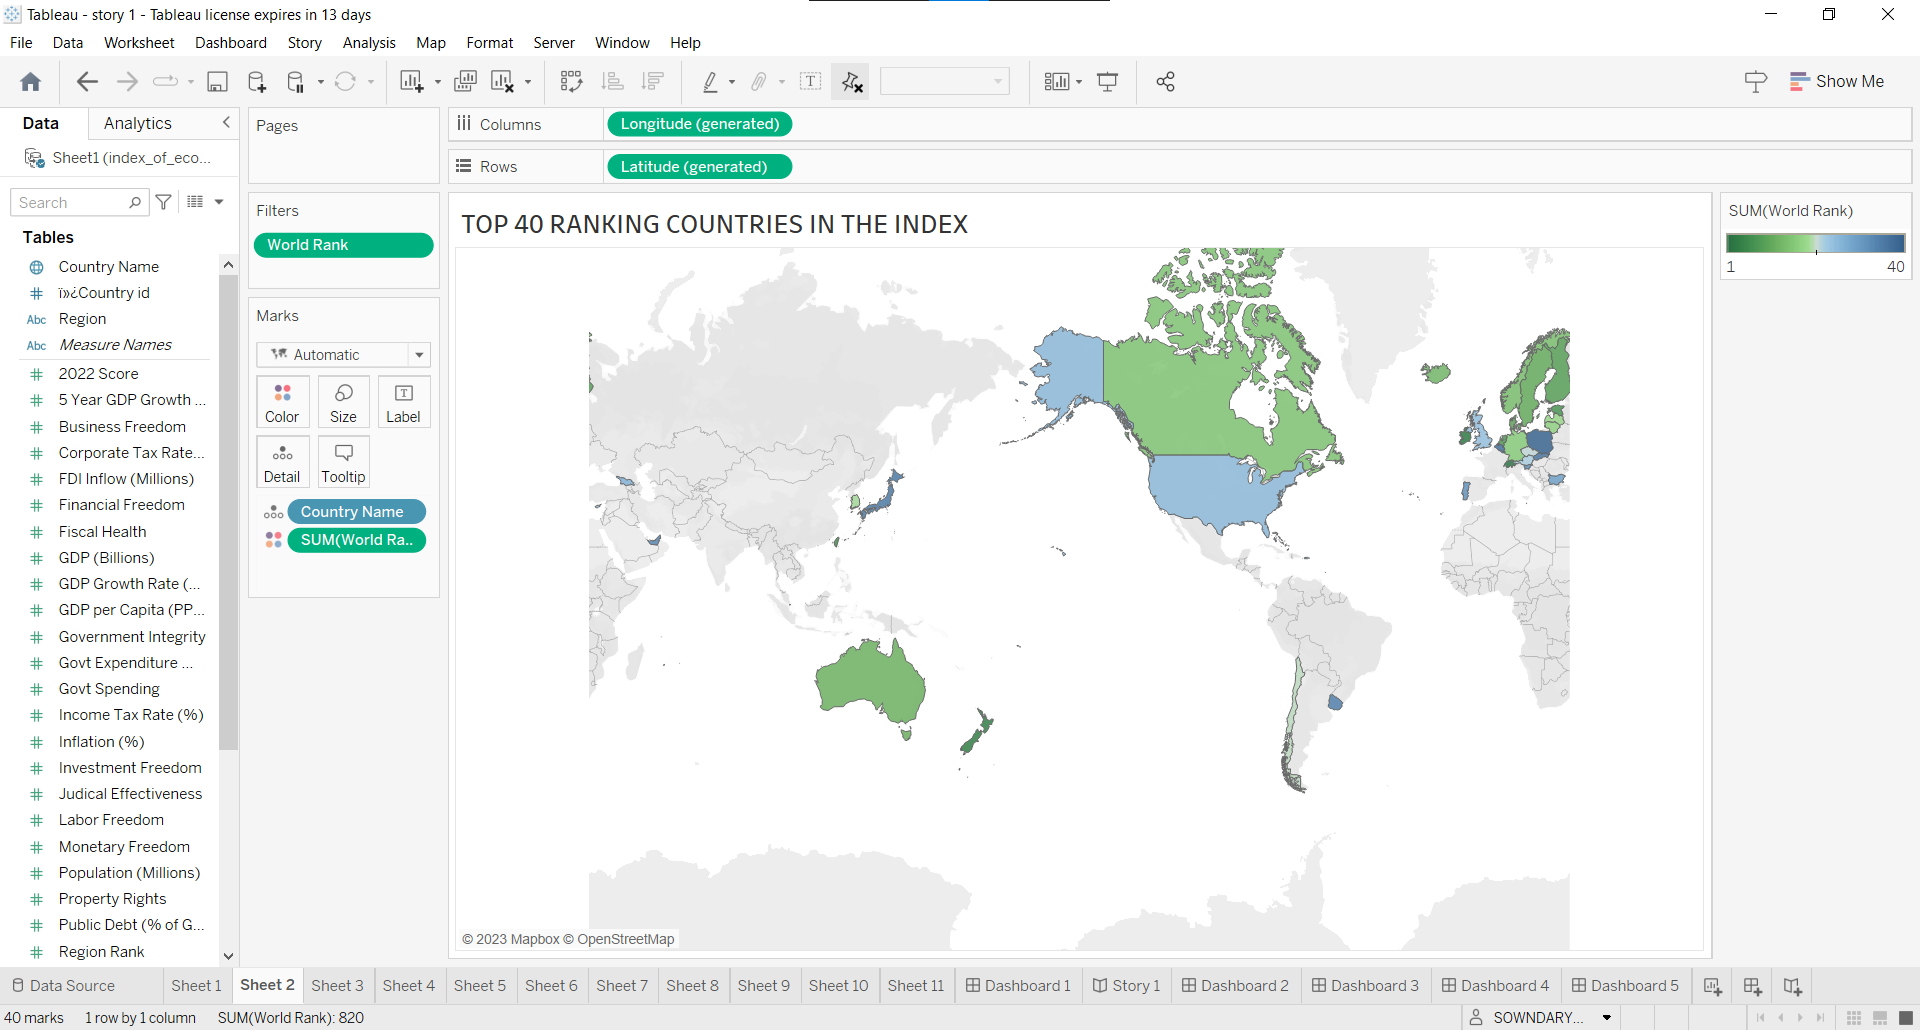 Tableau - story 1 - Tableau license expires in 13 days
File Data Worksheet Dashboard Story Analysis Map Format Server Window Help
Show Me
Data Analytics
Sheet1 (index_of_eco...
Search
Tables
Country Name
ï»¿Country id
Abc Region
Abc Measure Names
2022 Score
5 Year GDP Growth ...
Business Freedom
Corporate Tax Rate...
FDI Inflow (Millions)
Financial Freedom
Fiscal Health
GDP (Billions)
GDP Growth Rate (...
GDP per Capita (PP...
Government Integrity
Govt Expenditure ...
Govt Spending
Income Tax Rate (%)
Inflation (%)
Investment Freedom
Judical Effectiveness
Labor Freedom
Monetary Freedom
Population (Millions)
Property Rights
Public Debt (% of G...
Region Rank
Pages
Filters
World Rank
Marks
Automatic
Color Size Label
Detail Tooltip
Country Name
SUM(World Ra..
Columns Longitude (generated)
Rows Latitude (generated)
TOP 40 RANKING COUNTRIES IN THE INDEX
© 2023 Mapbox © OpenStreetMap
SUM(World Rank)
1 40
Data Source Sheet 1 Sheet 2 Sheet 3 Sheet 4 Sheet 5 Sheet 6 Sheet 7 Sheet 8 Sheet 9 Sheet 10 Sheet 11 Dashboard 1 Story 1 Dashboard 2 Dashboard 3 Dashboard 4 Dashboard 5
40 marks 1 row by 1 column SUM(World Rank): 820 SOWNDARY...